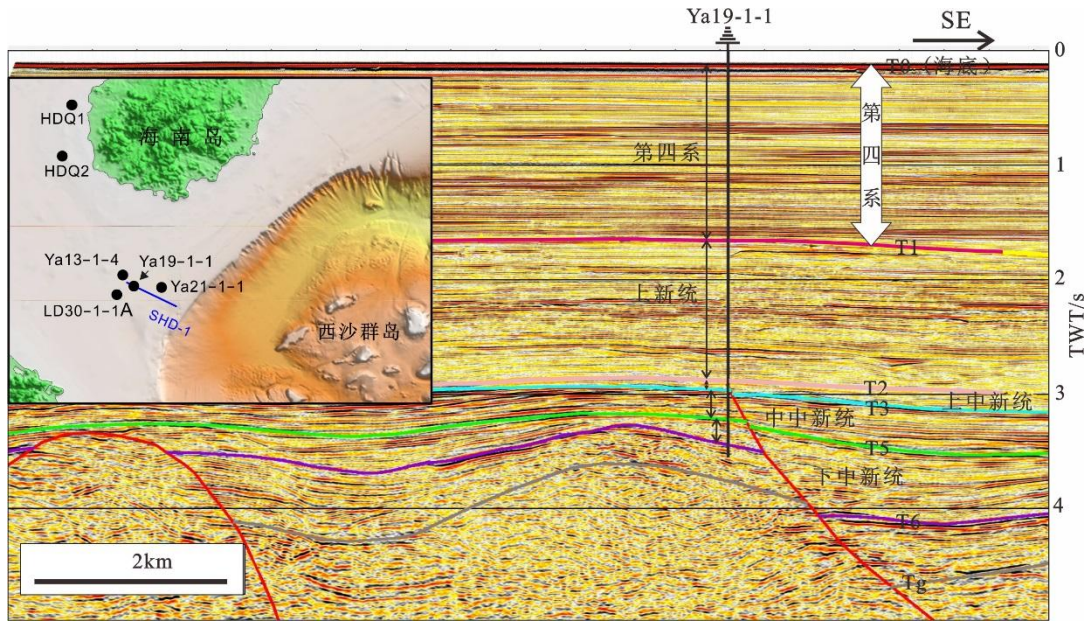 Ya19-1-1
SE
0
T0（海底）
HDQ1
海南岛
HDQ2
第四系
第四系
1
T1
Ya13-1-4
Ya19-1-1
Ya21-1-1
LD30-1-1A
SHD-1
西沙群岛
上新统
2
TWT/s
T2
3
T3
上中新统
中中新统
T5
下中新统
4
T6
2km
Tg